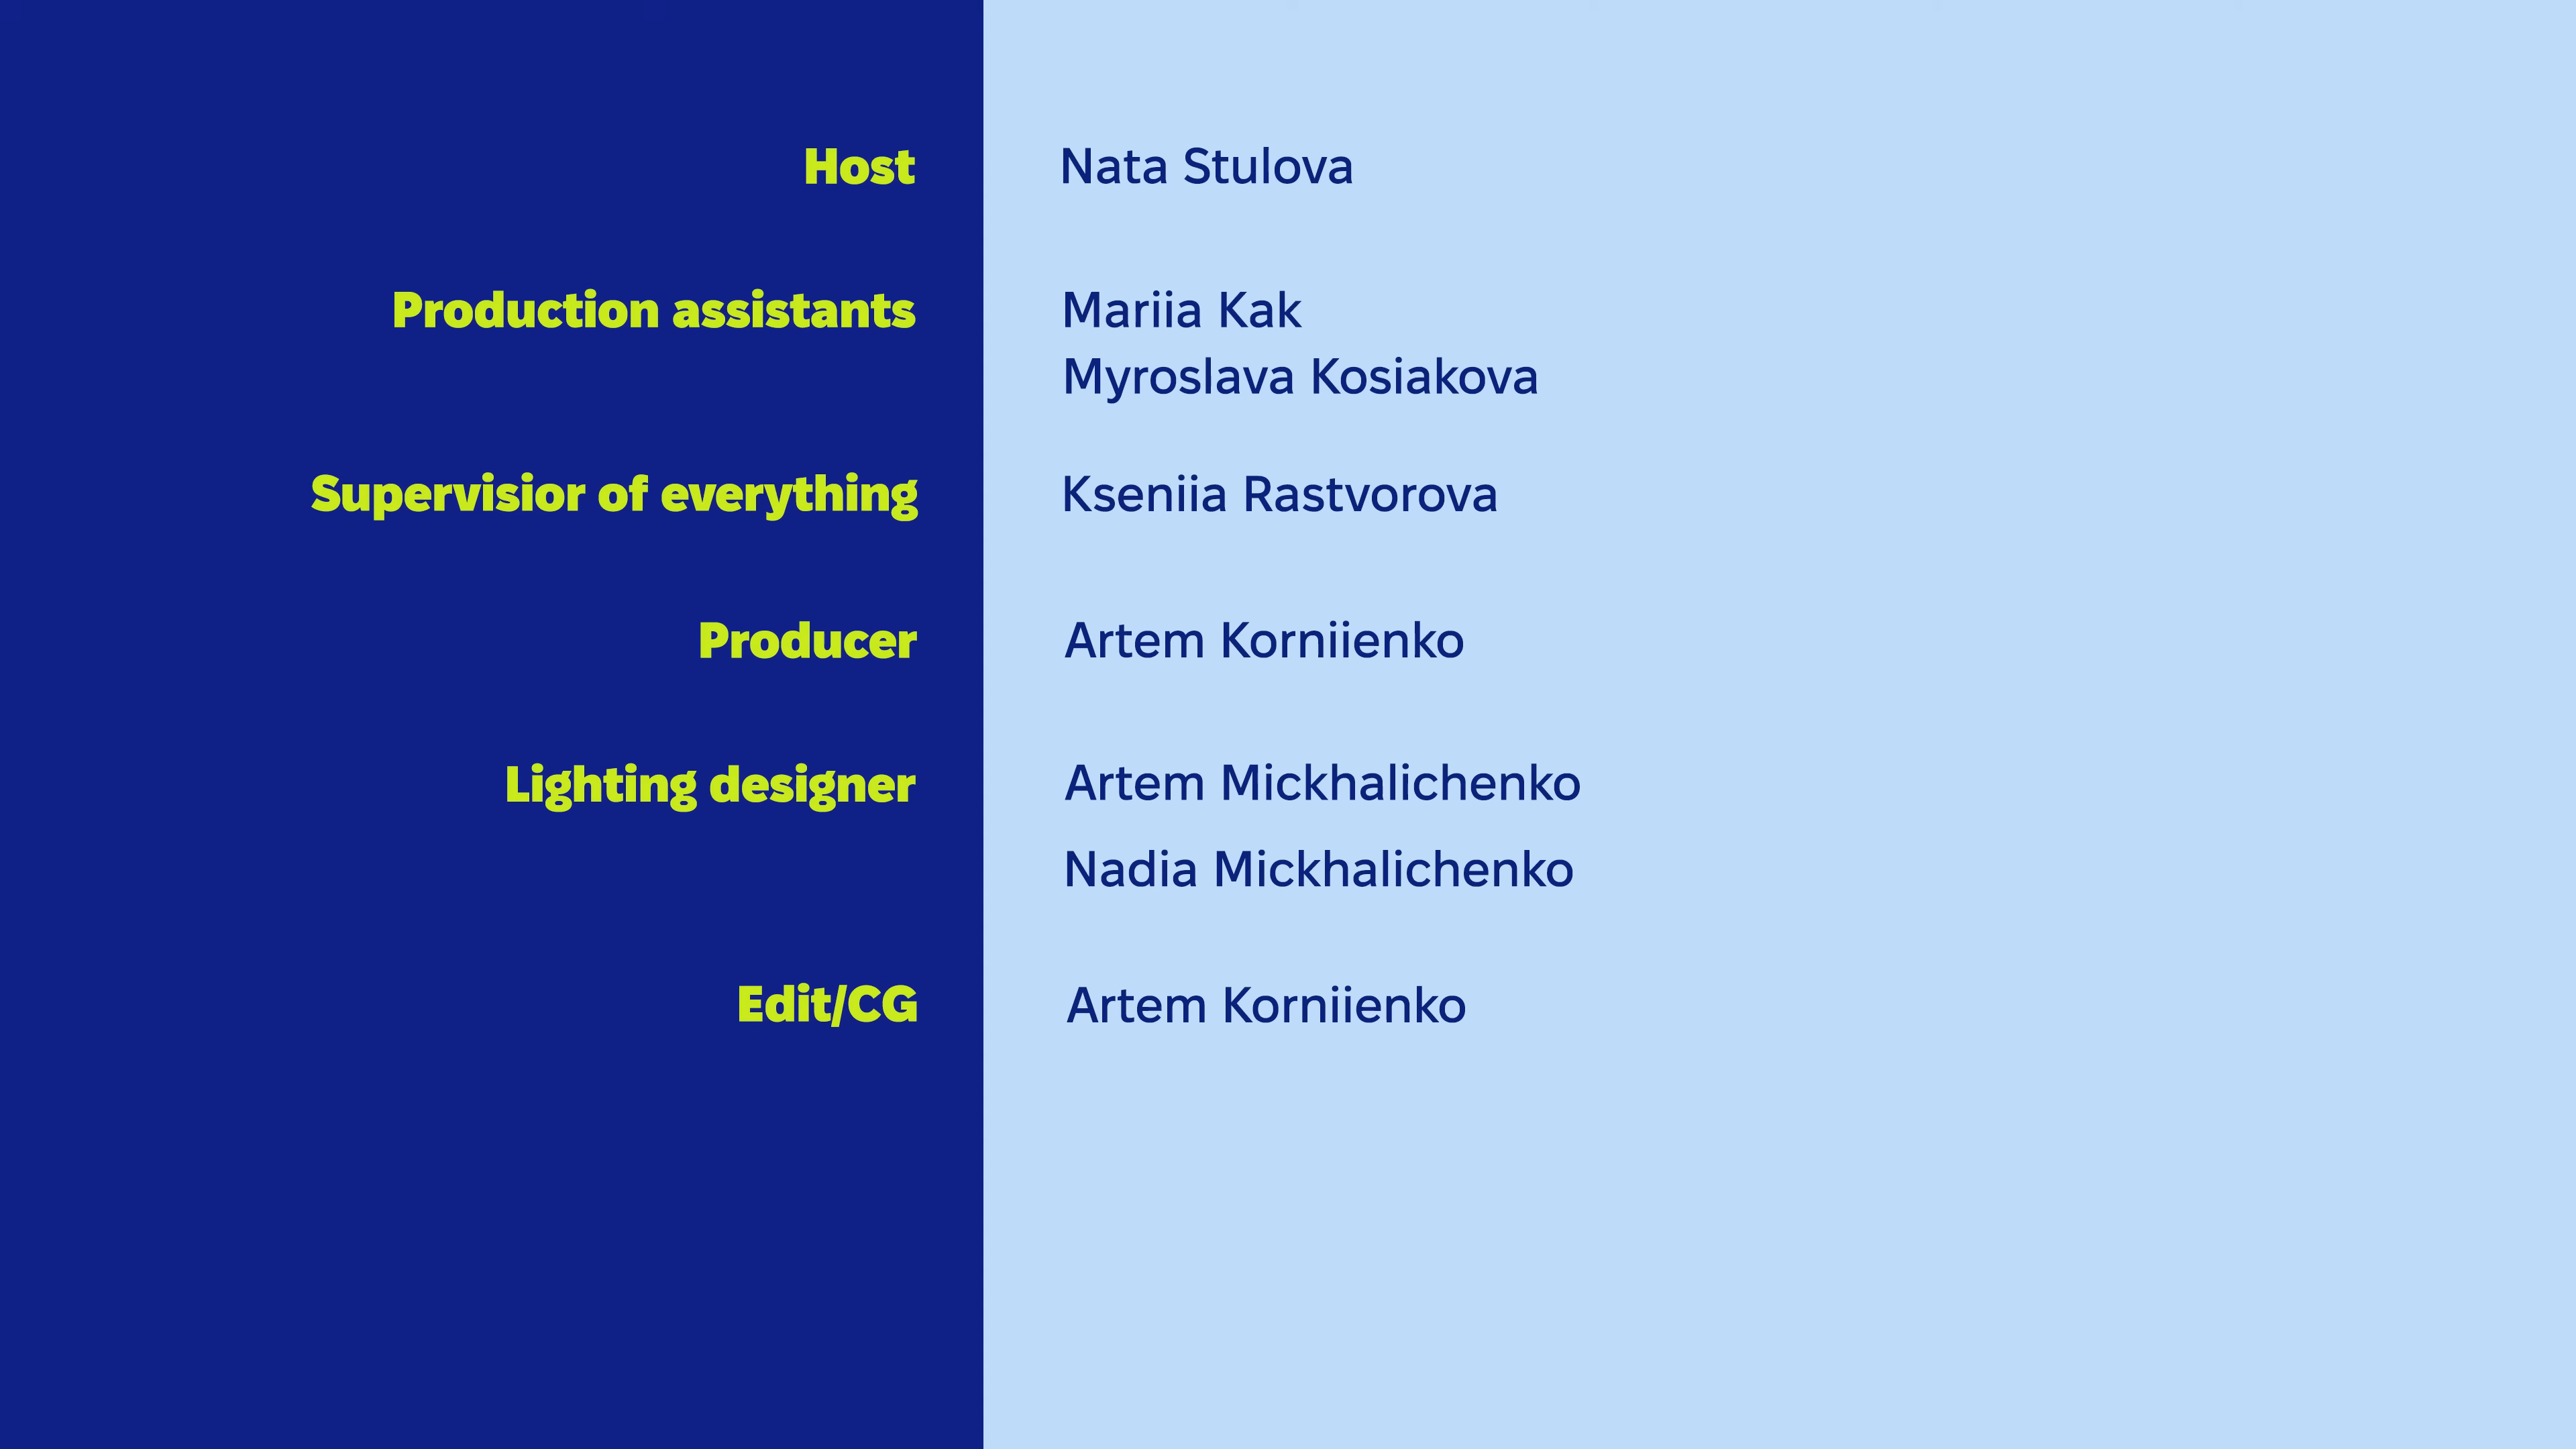 Host Nata Stulova
Production assistants Mariia Kak
Myroslava Kosiakova
Supervisior of everything Kseniia Rastvorova
Producer Artem Korniienko
Lighting designer Artem Mickhalichenko
Nadia Mickhalichenko
Edit/CG Artem Korniienko